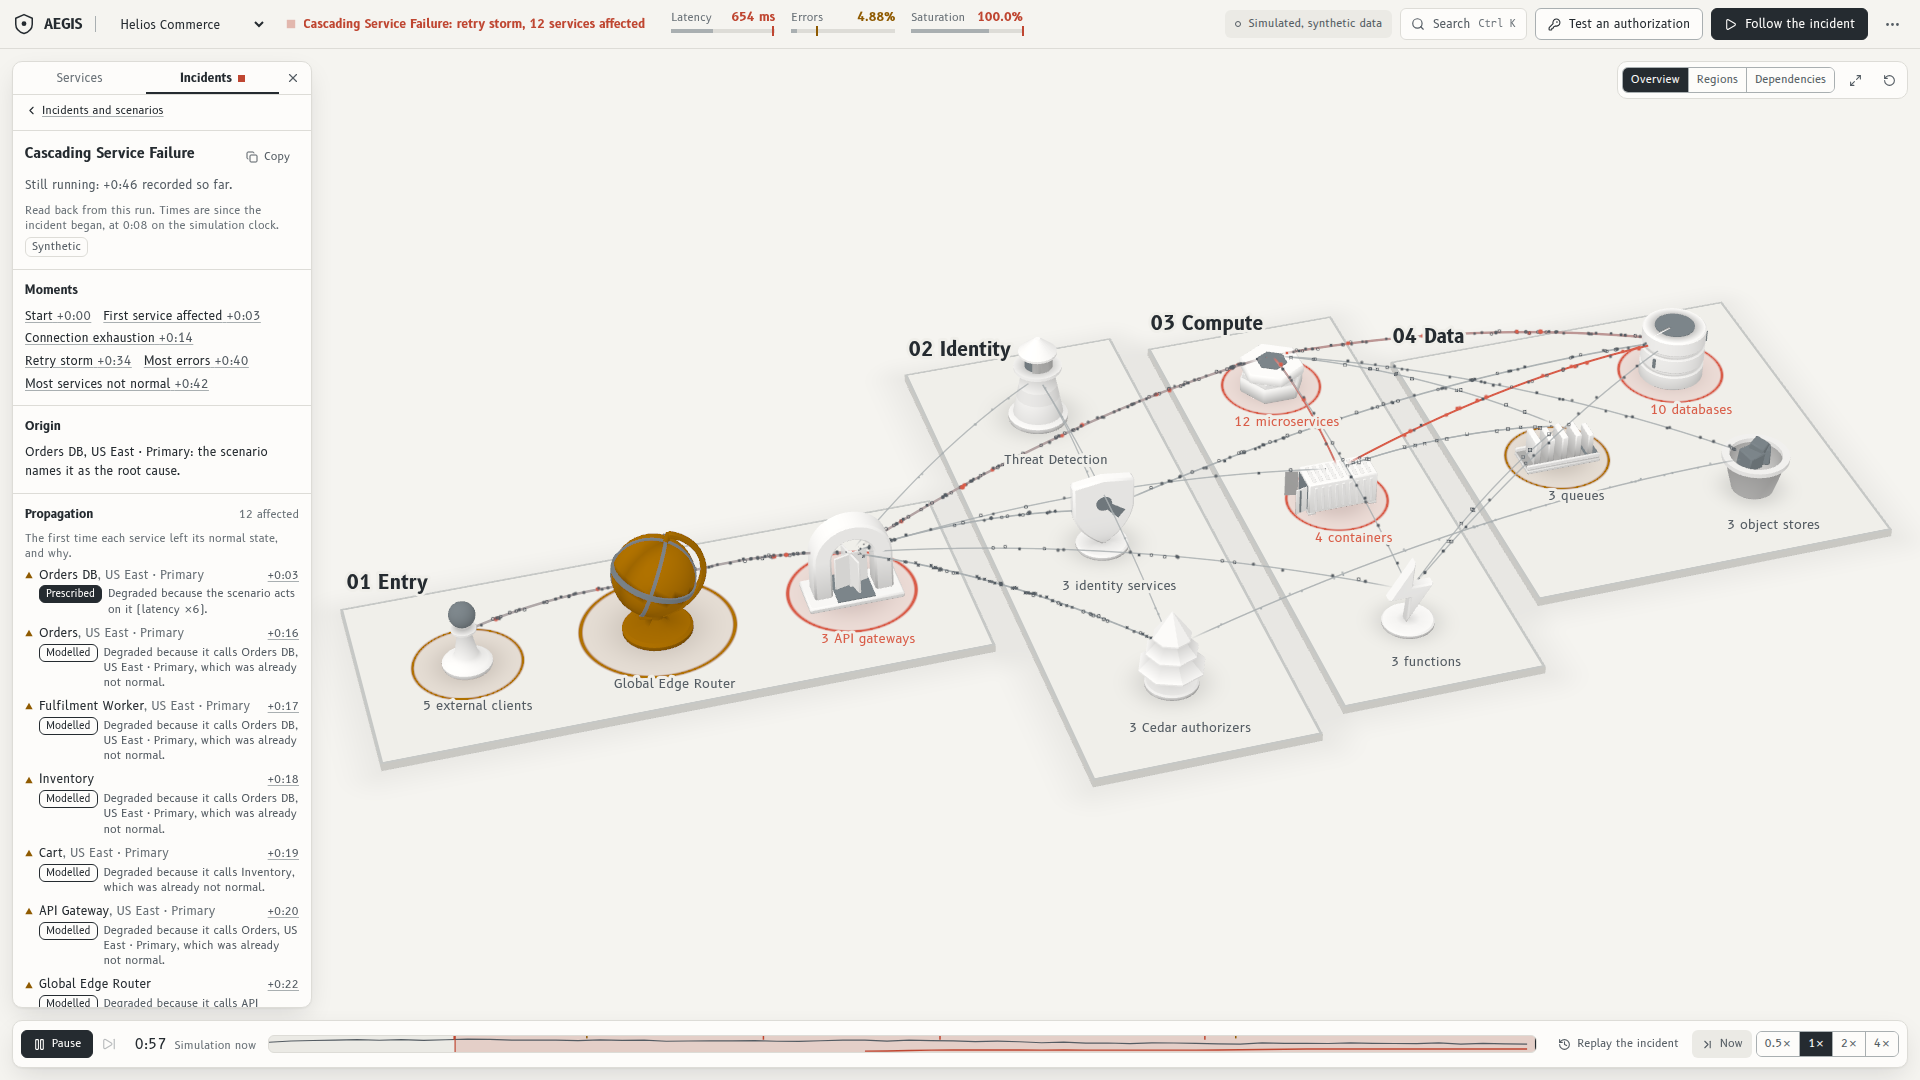 AEGIS
Helios Commerce
Cascading Service Failure: retry storm, 12 services affected
Latency 654 ms
Errors 4.88%
Saturation 100.0%
Simulated, synthetic data
Search Ctrl K
Test an authorization
Follow the incident
Services
Incidents
Overview
Regions
Dependencies
Incidents and scenarios
Cascading Service Failure
Copy
Still running: +0:46 recorded so far.
Read back from this run. Times are since the
incident began, at 0:08 on the simulation clock.
Synthetic
Moments
Start +0:00 First service affected +0:03
Connection exhaustion +0:14
Retry storm +0:34 Most errors +0:40
Most services not normal +0:42
Origin
Orders DB, US East · Primary: the scenario
names it as the root cause.
Propagation 12 affected
The first time each service left its normal state,
and why.
Orders DB, US East · Primary +0:03
Prescribed Degraded because the scenario acts
on it (latency ×6).
Orders, US East · Primary +0:16
Modelled Degraded because it calls Orders DB,
US East · Primary, which was already
not normal.
Fulfilment Worker, US East · Primary +0:17
Modelled Degraded because it calls Orders DB,
US East · Primary, which was already
not normal.
Inventory +0:18
Modelled Degraded because it calls Orders DB,
US East · Primary, which was already
not normal.
Cart, US East · Primary +0:19
Modelled Degraded because it calls Inventory,
which was already not normal.
API Gateway, US East · Primary +0:20
Modelled Degraded because it calls Orders, US
East · Primary, which was already
not normal.
Global Edge Router +0:22
Modelled Degraded because it calls API
01 Entry
02 Identity
03 Compute
04 Data
5 external clients
Global Edge Router
3 API gateways
Threat Detection
3 identity services
3 Cedar authorizers
12 microservices
4 containers
3 functions
10 databases
3 queues
3 object stores
Pause
0:57 Simulation now
Replay the incident
Now
0.5×
1×
2×
4×